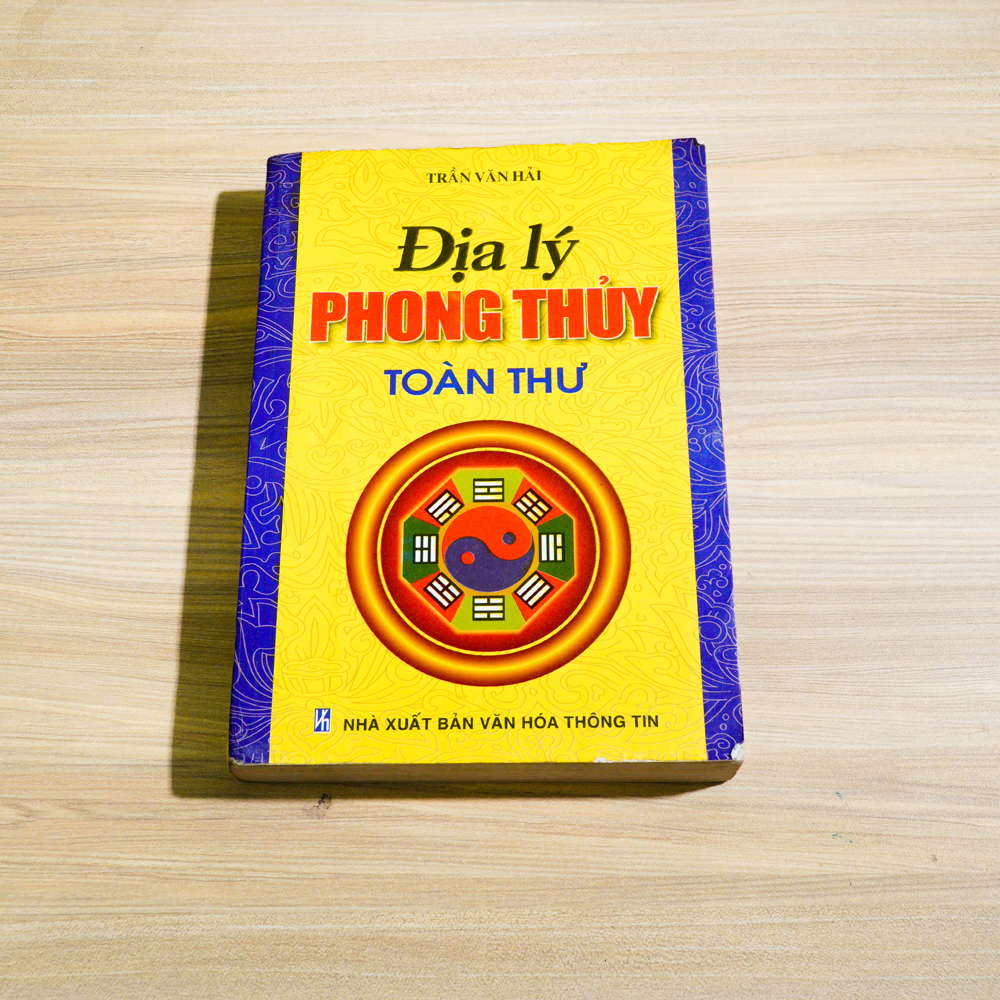 TRẦN VĂN HẢI
Địa lý
PHONG THỦY
TOÀN THƯ
NHÀ XUẤT BẢN VĂN HÓA THÔNG TIN